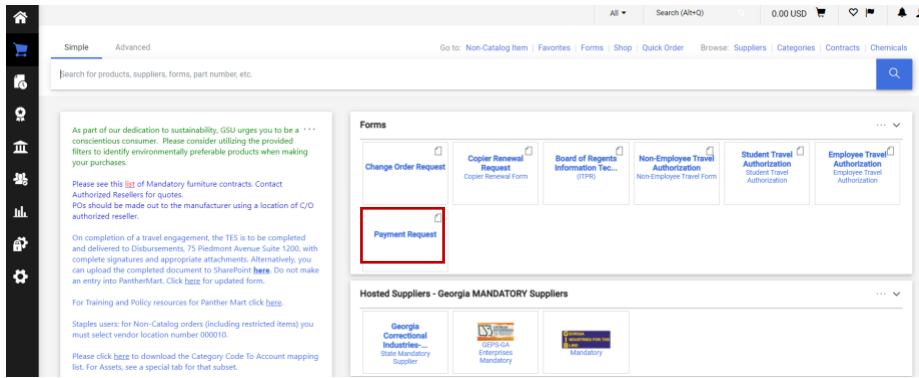 All
Search (Alt+Q)
0.00 USD
Simple
Advanced
Go to: Non-Catalog Item | Favorites | Forms | Shop | Quick Order
Browse: Suppliers | Categories | Contracts | Chemicals
Search for products, suppliers, forms, part number, etc.
As part of our dedication to sustainability, GSU urges you to be a
conscientious consumer. Please consider utilizing the provided
filters to identify environmentally preferable products when making
your purchases.
Please see this list of Mandatory furniture contracts. Contact
Authorized Resellers for quotes.
POs should be made out to the manufacturer using a location of C/O
authorized reseller.
On completion of a travel engagement, the TES is to be completed
and delivered to Disbursements, 75 Piedmont Avenue Suite 1200, with
complete signatures and appropriate attachments. Alternatively, you
can upload the completed document to SharePoint here. Do not make
an entry into PantherMart. Click here for updated form.
For Training and Policy resources for Panther Mart click here.
Staples users: for Non-Catalog orders (including restricted items) you
must select vendor location number 000010.
Please click here to download the Category Code To Account mapping
list. For Assets, see a special tab for that subset.
Forms
Change Order Request
Copier Renewal
Request
Copier Renewal Form
Board of Regents
Information Tec...
(ITPR)
Non-Employee Travel
Authorization
Non-Employee Travel Form
Student Travel
Authorization
Student Travel
Authorization
Employee Travel
Authorization
Employee Travel
Authorization
Payment Request
Hosted Suppliers - Georgia MANDATORY Suppliers
Georgia
Correctional
Industries-...
State Mandatory
Supplier
GEPS-GA
Enterprises
Mandatory
Mandatory